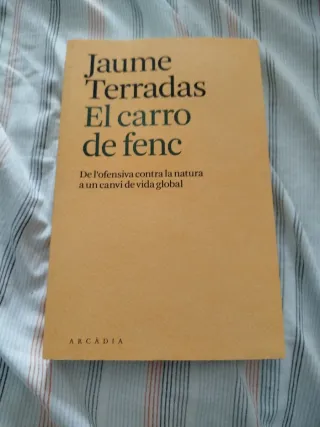 Jaume
Terradas
El carro
de fenc
De l'ofensiva contra la natura
a un canvi de vida global
ARCÀDIA